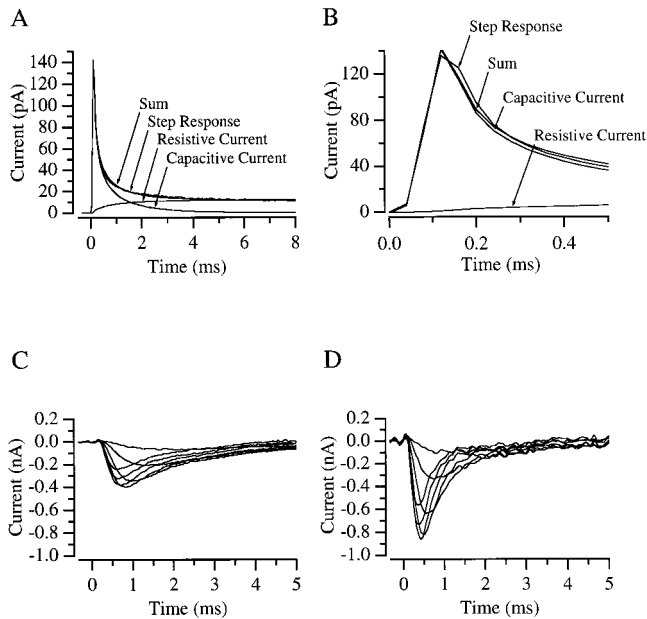 A
Current (pA)
140
120
100
80
60
40
20
0
Sum
Step Response
Resistive Current
Capacitive Current
0 2 4 6 8
Time (ms)
B
Current (pA)
120
80
40
0
Step Response
Sum
Capacitive Current
Resistive Current
0.0 0.2 0.4
Time (ms)
C
Current (nA)
0.2
0.0
-0.2
-0.4
-0.6
-0.8
-1.0
0 1 2 3 4 5
Time (ms)
D
Current (nA)
0.2
0.0
-0.2
-0.4
-0.6
-0.8
-1.0
0 1 2 3 4 5
Time (ms)